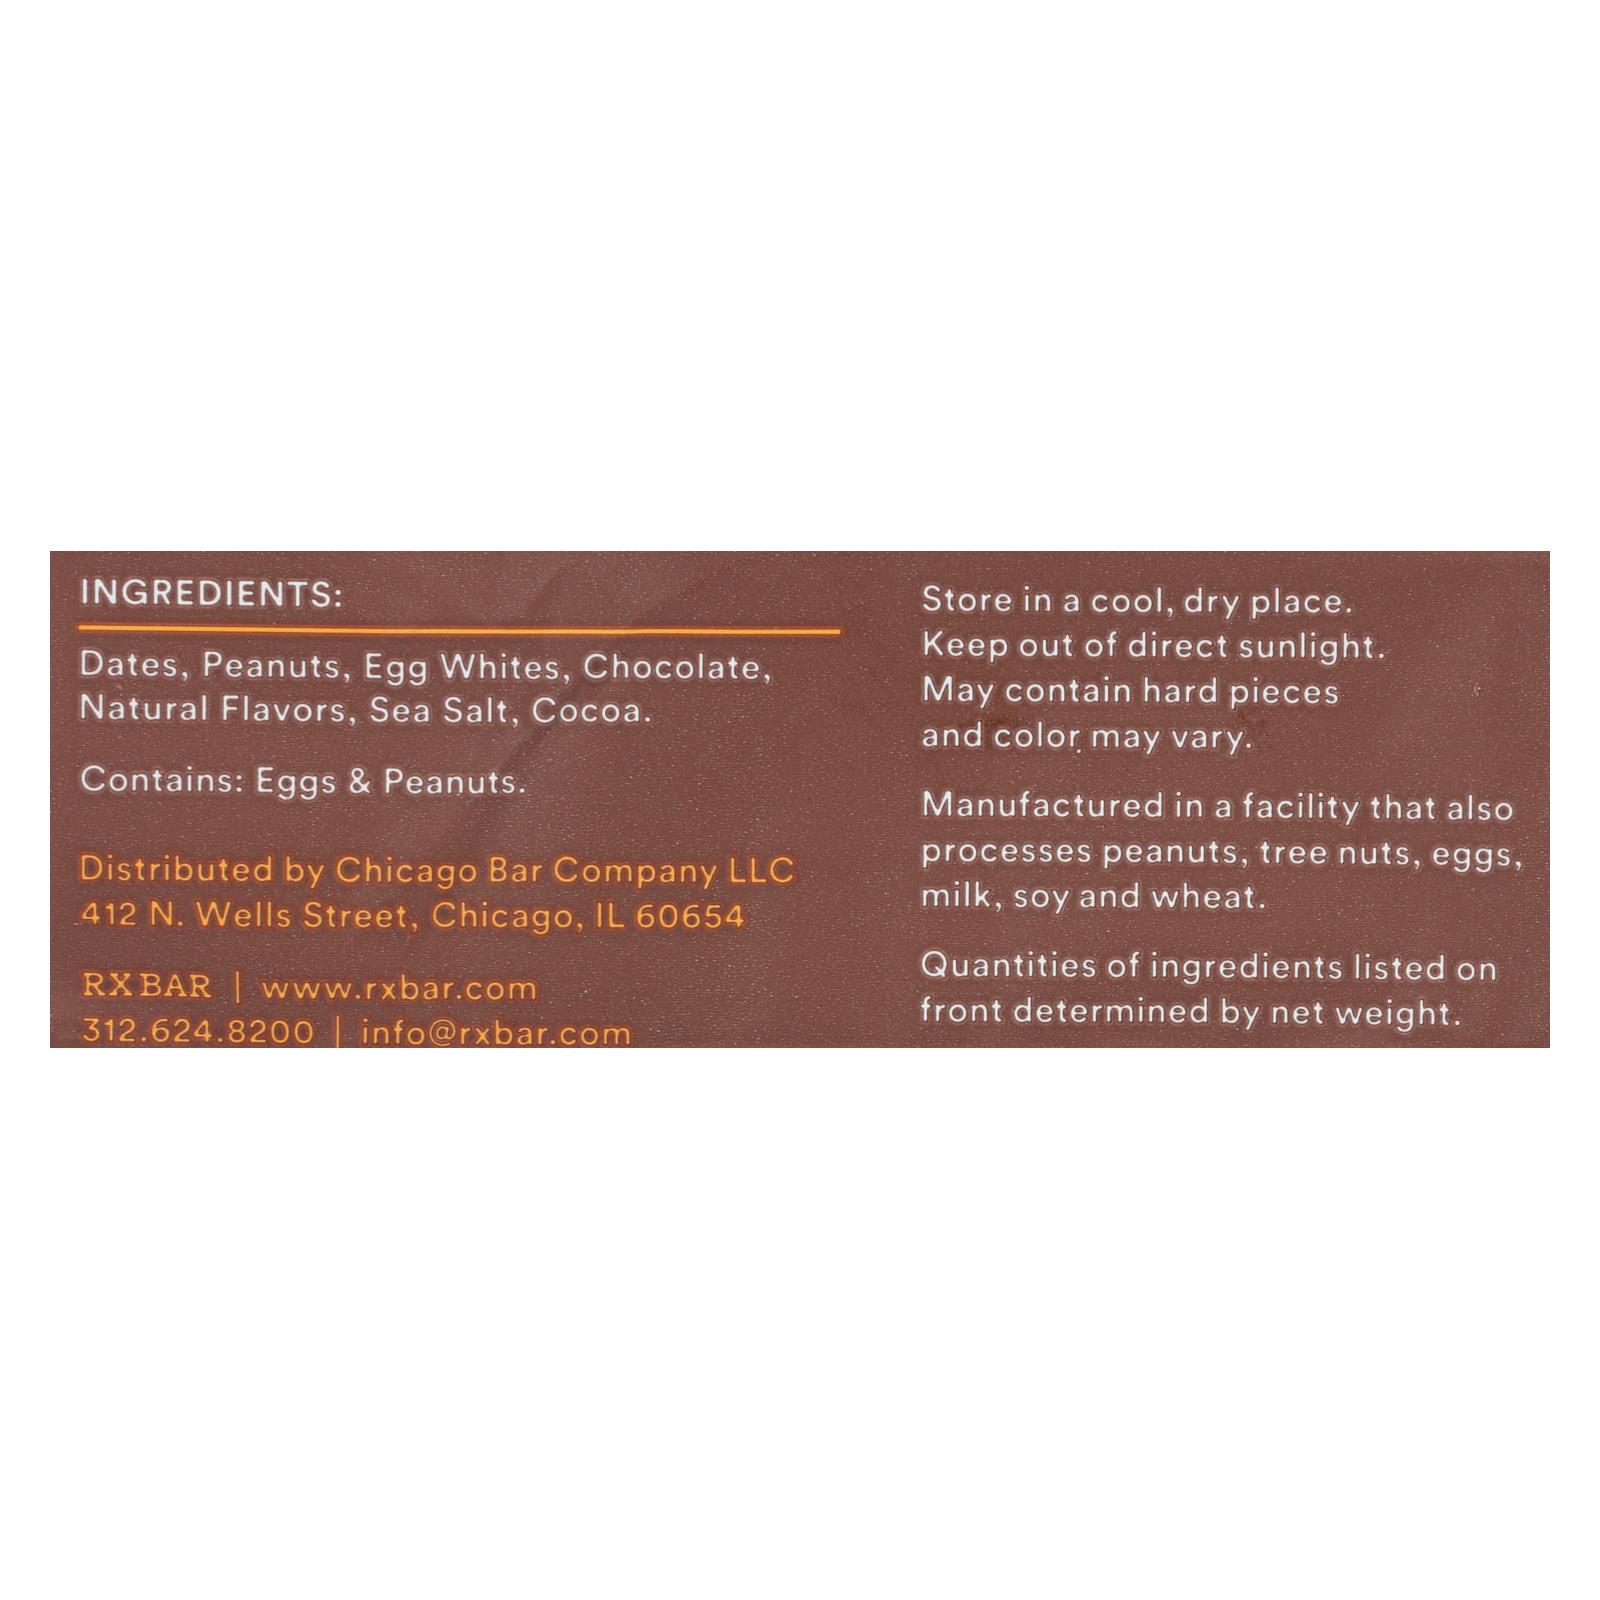 INGREDIENTS:
Dates, Peanuts, Egg Whites, Chocolate,
Natural Flavors, Sea Salt, Cocoa.
Contains: Eggs & Peanuts.
Distributed by Chicago Bar Company LLC
412 N. Wells Street, Chicago, IL 60654
RXBAR | www.rxbar.com
312.624.8200 | info@rxbar.com
Store in a cool, dry place.
Keep out of direct sunlight.
May contain hard pieces
and color may vary.
Manufactured in a facility that also
processes peanuts, tree nuts, eggs,
milk, soy and wheat.
Quantities of ingredients listed on
front determined by net weight.